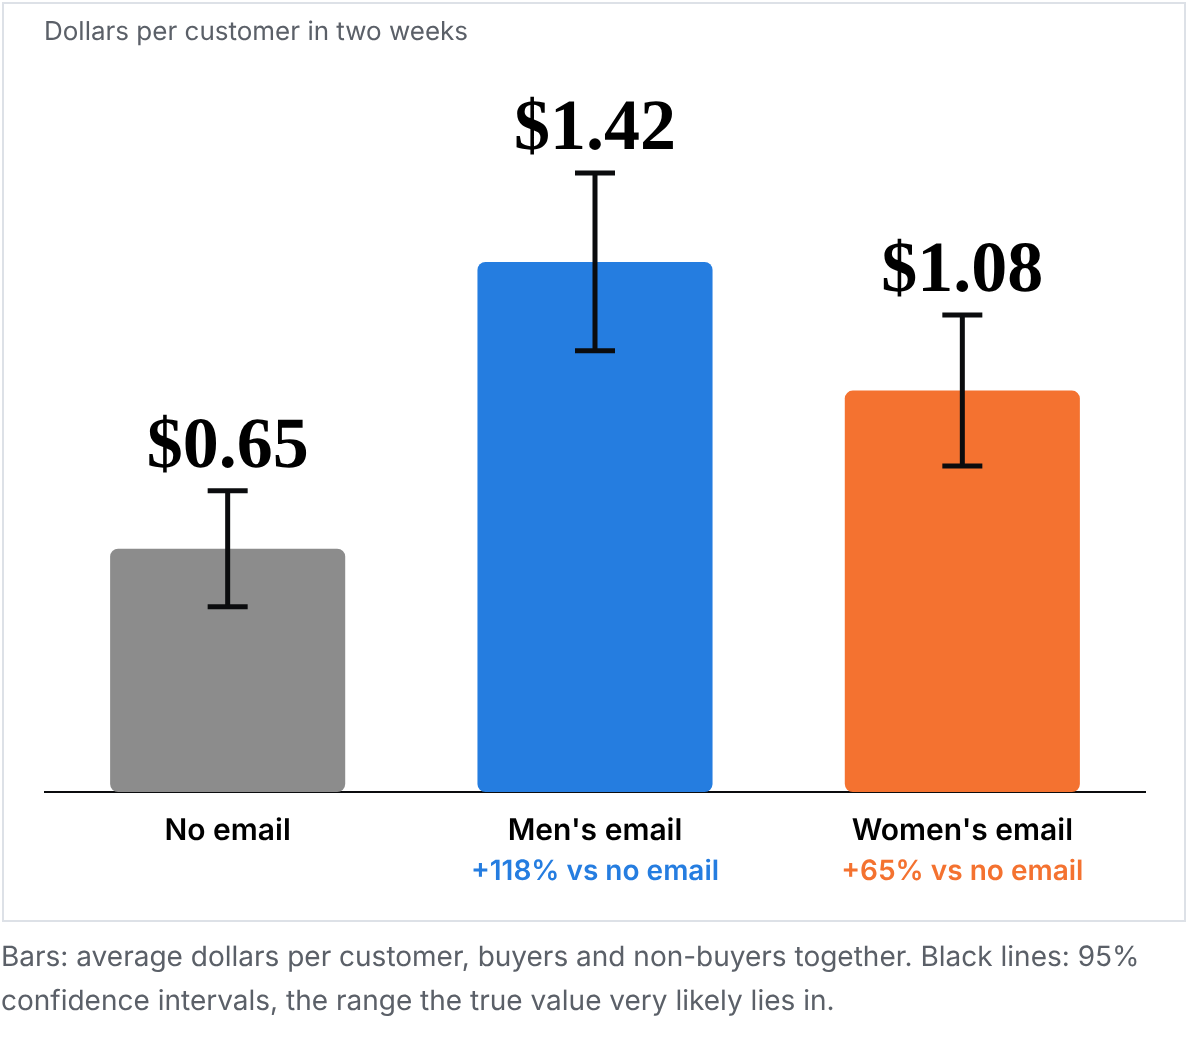 Dollars per customer in two weeks
$1.42
$1.08
$0.65
No email
Men's email
Women's email
+118% vs no email
+65% vs no email
Bars: average dollars per customer, buyers and non-buyers together. Black lines: 95%
confidence intervals, the range the true value very likely lies in.